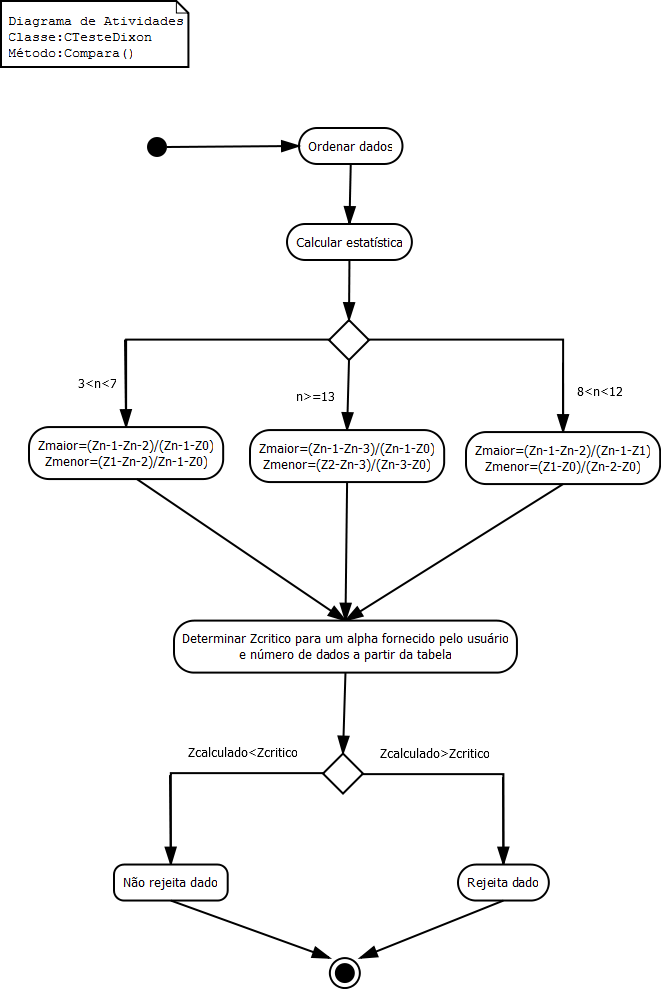 Diagrama de Atividades
Classe:CTesteDixon
Método:Compara()
Ordenar dados
Calcular estatística
3<n<7
n>=13
8<n<12
Zmaior=(Zn-1-Zn-2)/(Zn-1-Z0)
Zmenor=(Z1-Zn-2)/Zn-1-Z0)
Zmaior=(Zn-1-Zn-3)/(Zn-1-Z0)
Zmenor=(Z2-Zn-3)/(Zn-3-Z0)
Zmaior=(Zn-1-Zn-2)/(Zn-1-Z1)
Zmenor=(Z1-Z0)/(Zn-2-Z0)
Determinar Zcritico para um alpha fornecido pelo usuário
e número de dados a partir da tabela
Zcalculado<Zcritico
Zcalculado>Zcritico
Não rejeita dado
Rejeita dado